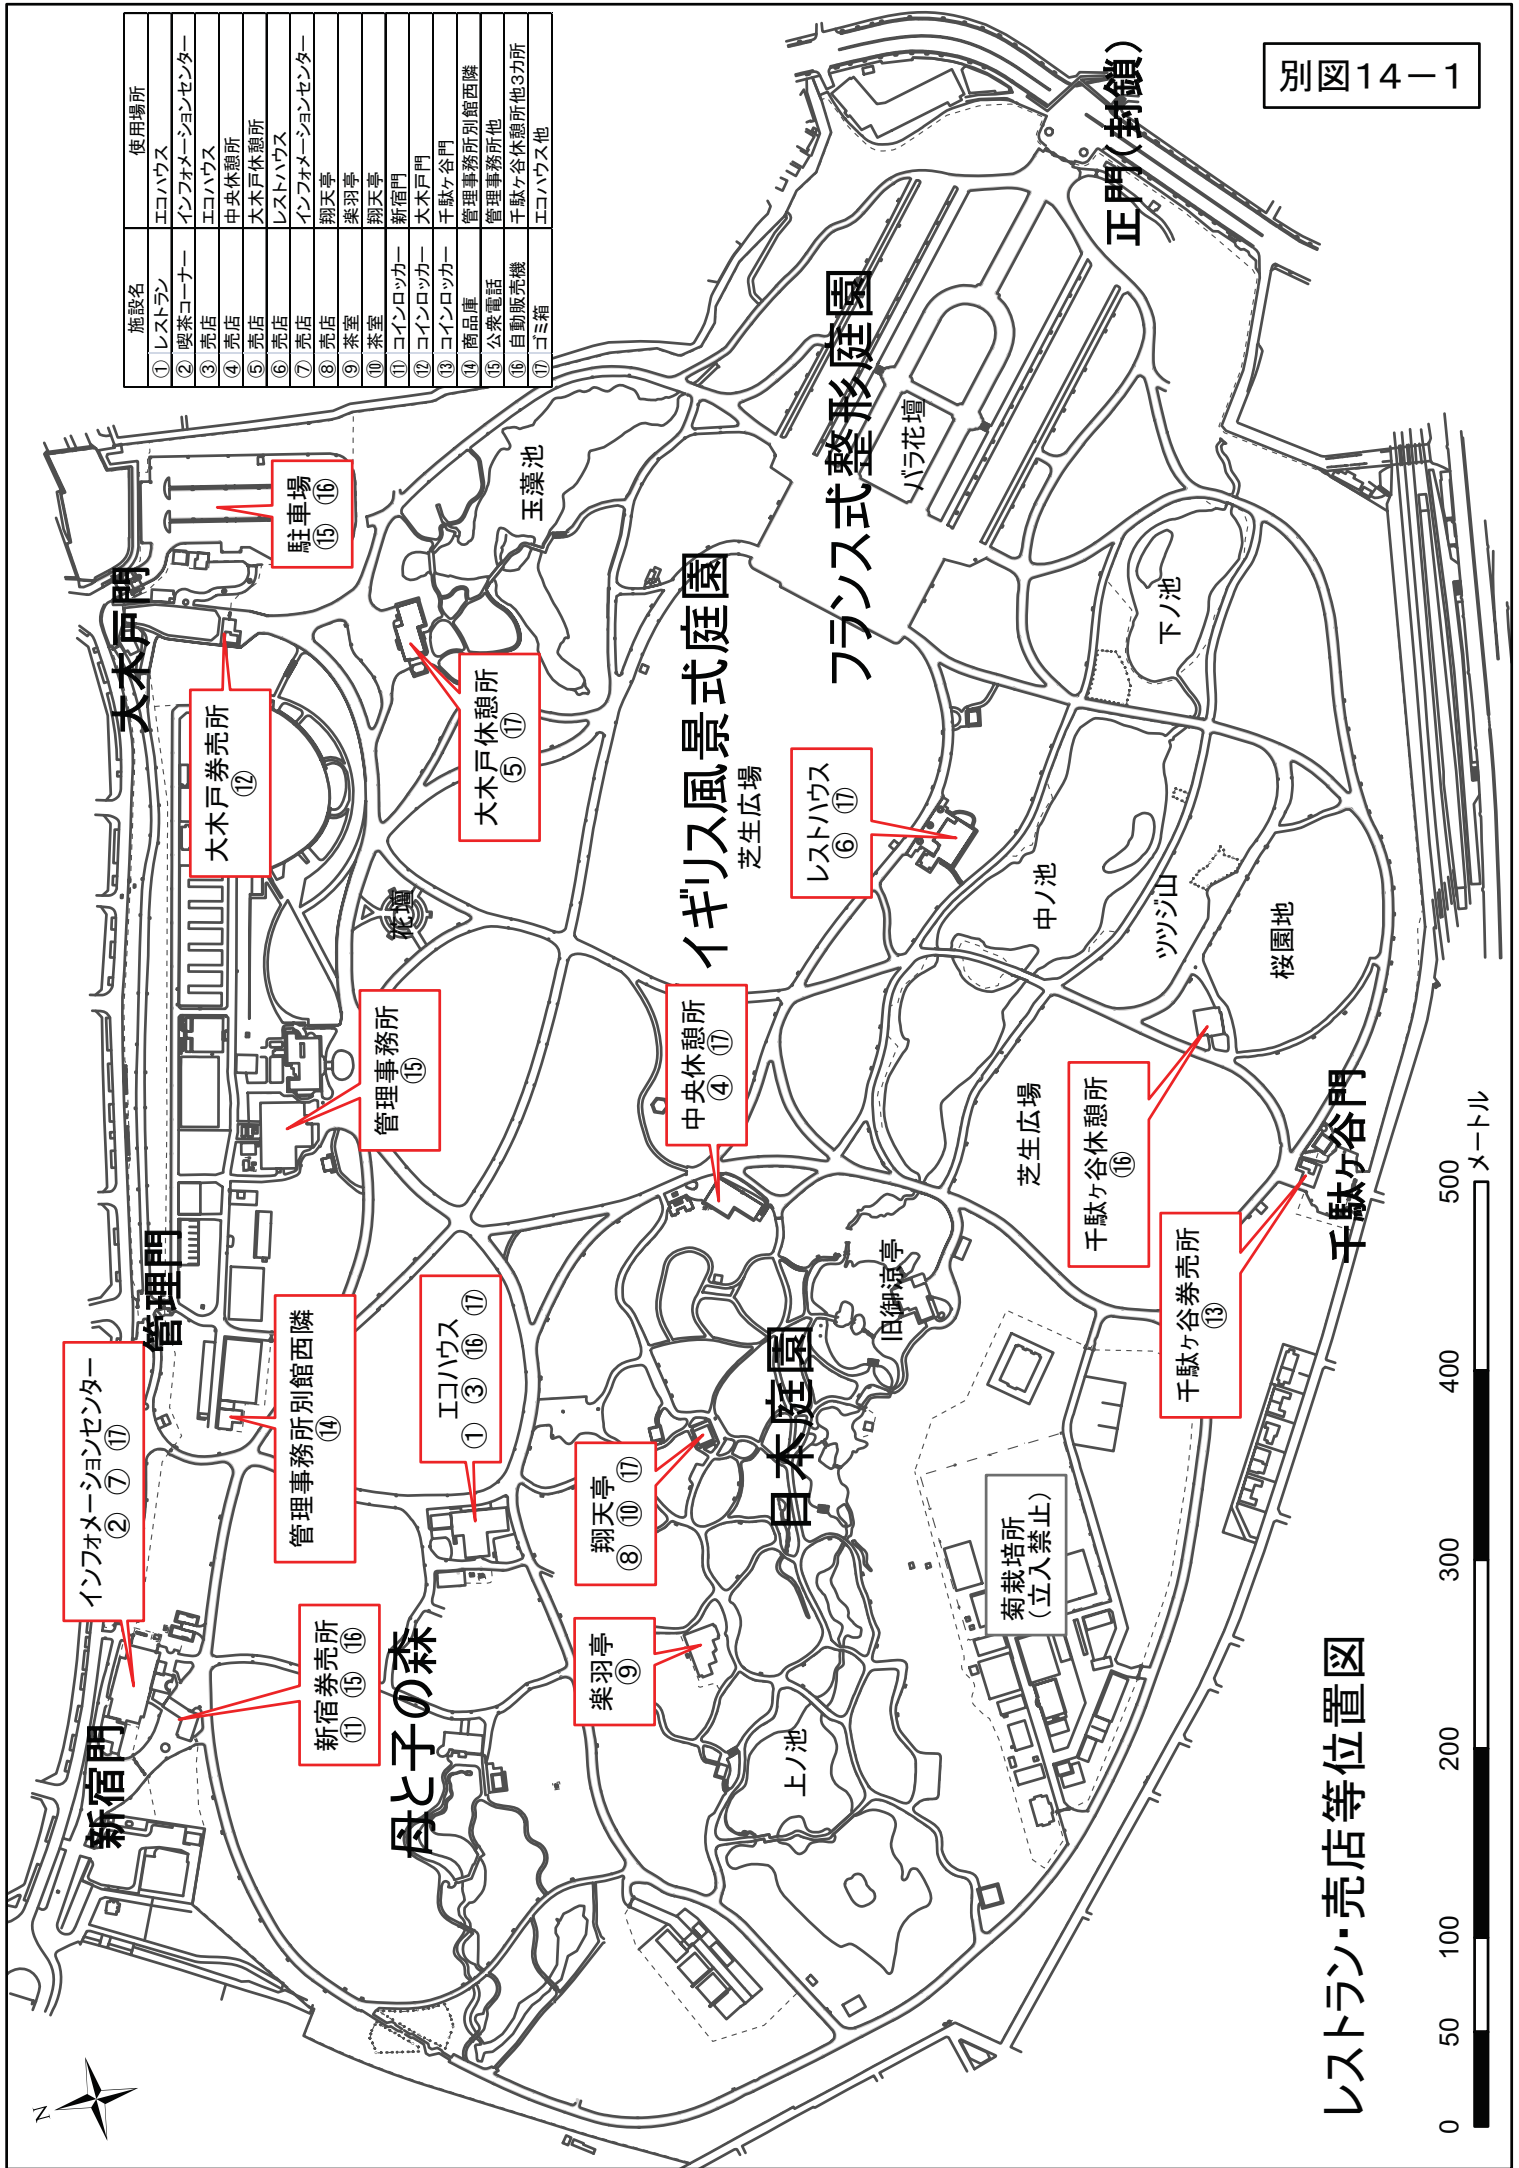 別図14－1
施設名 使用場所
① レストラン エコハウス
② 喫茶コーナー インフォメーションセンター
③ 売店 エコハウス
④ 売店 中央休憩所
⑤ 売店 大木戸休憩所
⑥ 売店 レストハウス
⑦ 売店 インフォメーションセンター
⑧ 売店 翔天亭
⑨ 茶室 楽羽亭
⑩ 茶室 翔天亭
⑪ コインロッカー 新宿門
⑫ コインロッカー 大木戸門
⑬ コインロッカー 千駄ヶ谷門
⑭ 商品庫 管理事務所別館西隣
⑮ 公衆電話 管理事務所他
⑯ 自動販売機 千駄ヶ谷休憩所他3カ所
⑰ ゴミ箱 エコハウス他
N
新宿門
管理門
大木戸門
インフォメーションセンター
② ⑦ ⑰
新宿券売所
⑪ ⑮ ⑯
管理事務所別館西隣
⑭
管理事務所
⑮
大木戸券売所
⑫
駐車場
⑮ ⑯
大木戸休憩所
⑤ ⑰
玉藻池
花壇
母と子の森
エコハウス
① ③ ⑯ ⑰
翔天亭
⑧ ⑩ ⑰
楽羽亭
⑨
中央休憩所
④ ⑰
イギリス風景式庭園
芝生広場
レストハウス
⑥ ⑰
フランス式整形庭園
バラ花壇
正門(封鎖)
日本庭園
旧御涼亭
上ノ池
中ノ池
下ノ池
ツツジ山
桜園地
芝生広場
菊栽培所
(立入禁止)
千駄ヶ谷休憩所
⑯
千駄ヶ谷券売所
⑬
千駄ヶ谷門
レストラン・売店等位置図
0 50 100 200 300 400 500
メートル